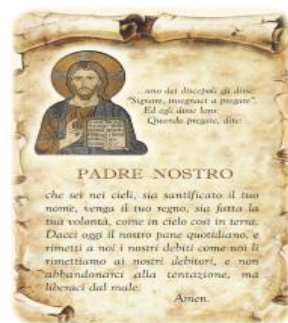 ...uno dei discepoli gli disse:
"Signore, insegnaci a pregare".
Ed egli disse loro:
Quando pregate, dite:
PADRE NOSTRO
che sei nei cieli, sia santificato il tuo
nome, venga il tuo regno, sia fatta la
tua volontà, come in cielo così in terra.
Dacci oggi il nostro pane quotidiano, e
rimetti a noi i nostri debiti come noi li
rimettiamo ai nostri debitori, e non
abbandonarci alla tentazione, ma
liberaci dal male.
Amen.